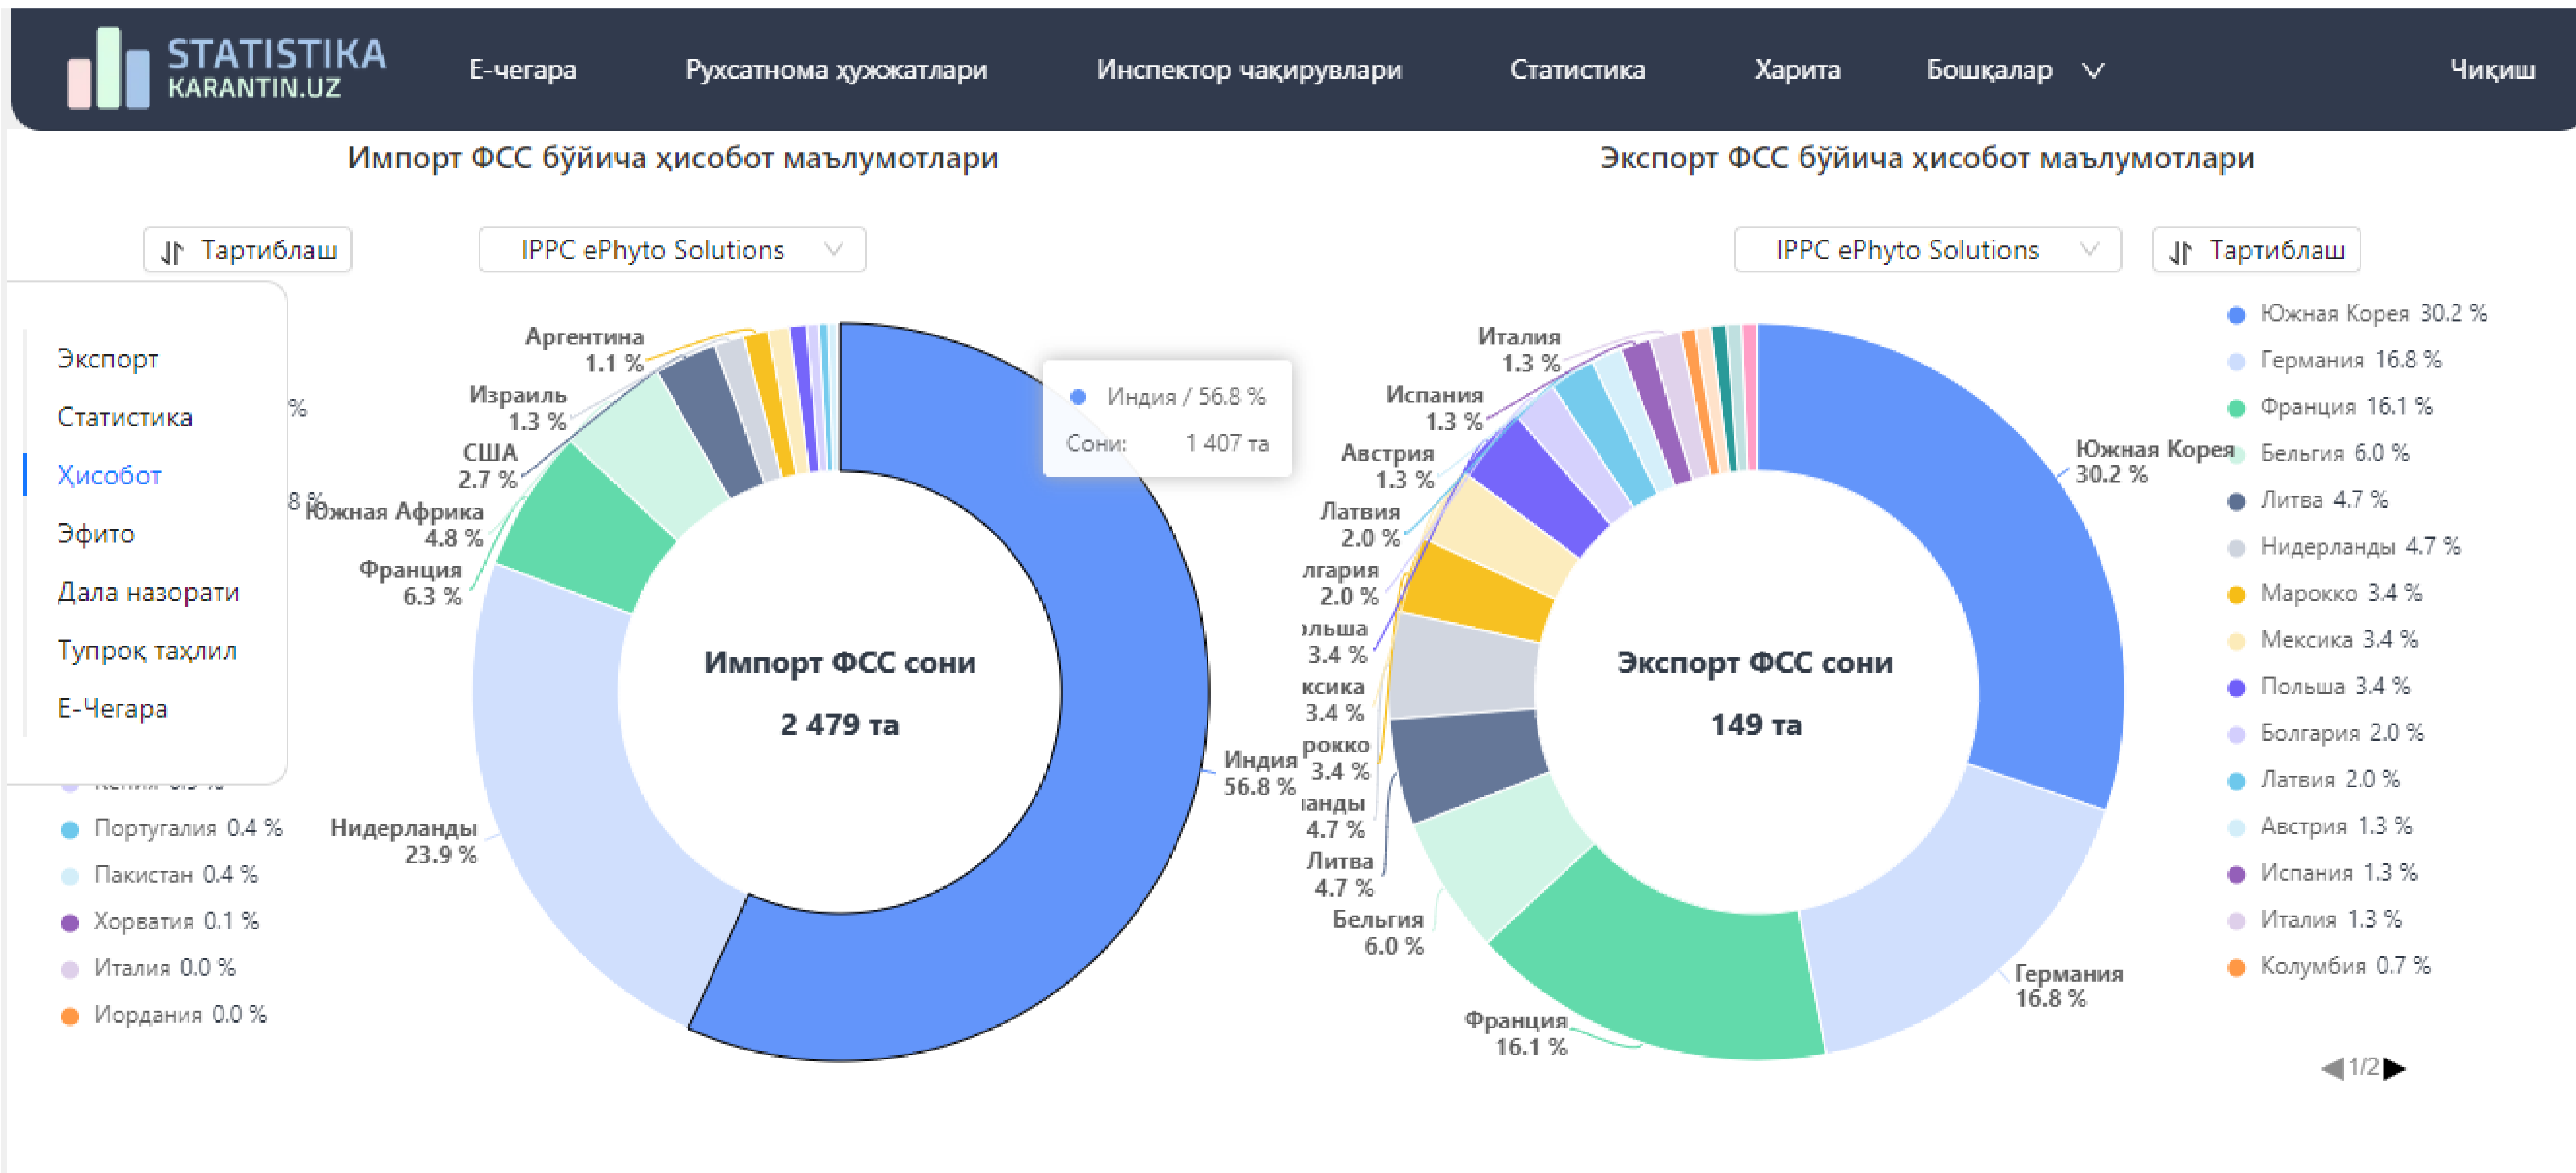 STATISTIKA
KARANTIN.UZ
Е-чегара
Рухсатнома ҳужжатлари
Инспектор чақирувлари
Статистика
Харита
Бошқалар
Чиқиш
Импорт ФСС бўйича ҳисобот маълумотлари
Тартиблаш
IPPC ePhyto Solutions
Экспорт
Статистика
Ҳисобот
Эфито
Дала назорати
Тупроқ таҳлил
Е-Чегара
%
8 %
Португалия 0.4 %
Пакистан 0.4 %
Хорватия 0.1 %
Италия 0.0 %
Иордания 0.0 %
Аргентина
1.1 %
Израиль
1.3 %
США
2.7 %
Южная Африка
4.8 %
Франция
6.3 %
Нидерланды
23.9 %
Импорт ФСС сони
2 479 та
Индия / 56.8 %
Сони: 1 407 та
Индия
56.8 %
Экспорт ФСС бўйича ҳисобот маълумотлари
IPPC ePhyto Solutions
Тартиблаш
Италия
1.3 %
Испания
1.3 %
Австрия
1.3 %
Латвия
2.0 %
лгария
2.0 %
ольша
3.4 %
ксика
3.4 %
рокко
3.4 %
ланды
4.7 %
Литва
4.7 %
Бельгия
6.0 %
Франция
16.1 %
Германия
16.8 %
Южная Корея
30.2 %
Экспорт ФСС сони
149 та
Южная Корея 30.2 %
Германия 16.8 %
Франция 16.1 %
Бельгия 6.0 %
Литва 4.7 %
Нидерланды 4.7 %
Марокко 3.4 %
Мексика 3.4 %
Польша 3.4 %
Болгария 2.0 %
Латвия 2.0 %
Австрия 1.3 %
Испания 1.3 %
Италия 1.3 %
Колумбия 0.7 %
1/2